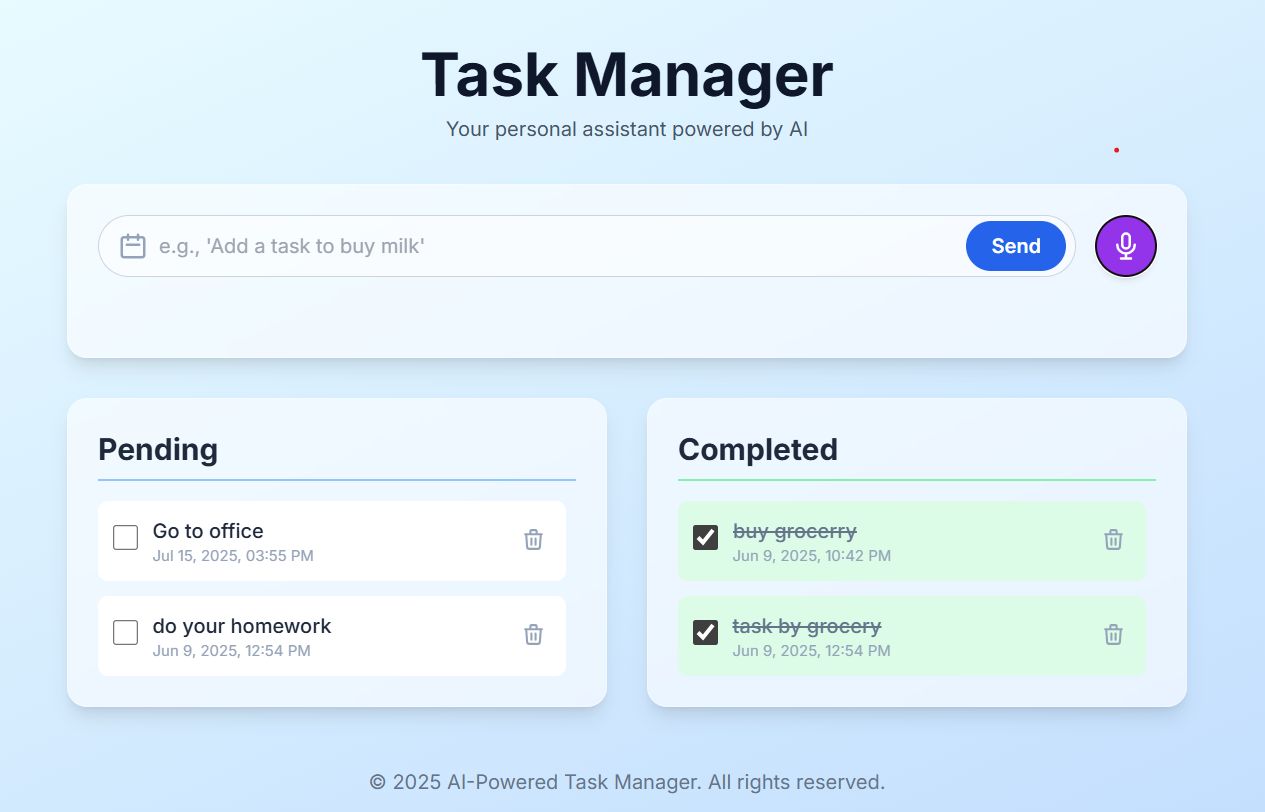 Task Manager
Your personal assistant powered by AI
e.g., 'Add a task to buy milk'
Send
Pending
Go to office
Jul 15, 2025, 03:55 PM
do your homework
Jun 9, 2025, 12:54 PM
Completed
buy grocerry
Jun 9, 2025, 10:42 PM
task by grocery
Jun 9, 2025, 12:54 PM
© 2025 AI-Powered Task Manager. All rights reserved.